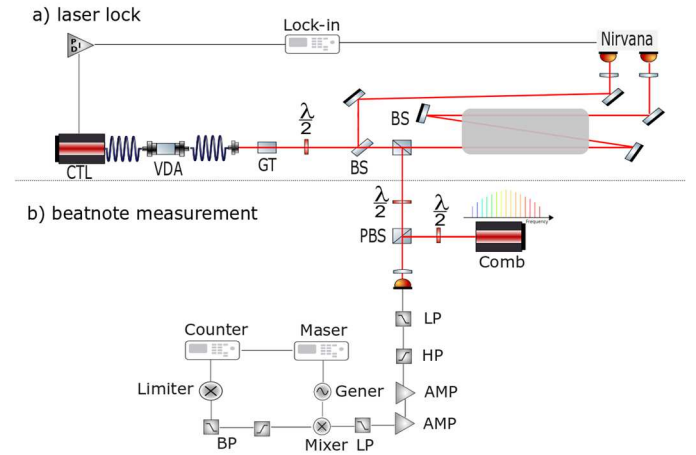 a) laser lock
Lock-in
Nirvana
P
I
D
λ
2
BS
CTL
VDA
GT
BS
b) beatnote measurement
λ
2
λ
2
Frequency
PBS
Comb
LP
Counter
Maser
HP
Limiter
Gener
AMP
AMP
BP
Mixer
LP